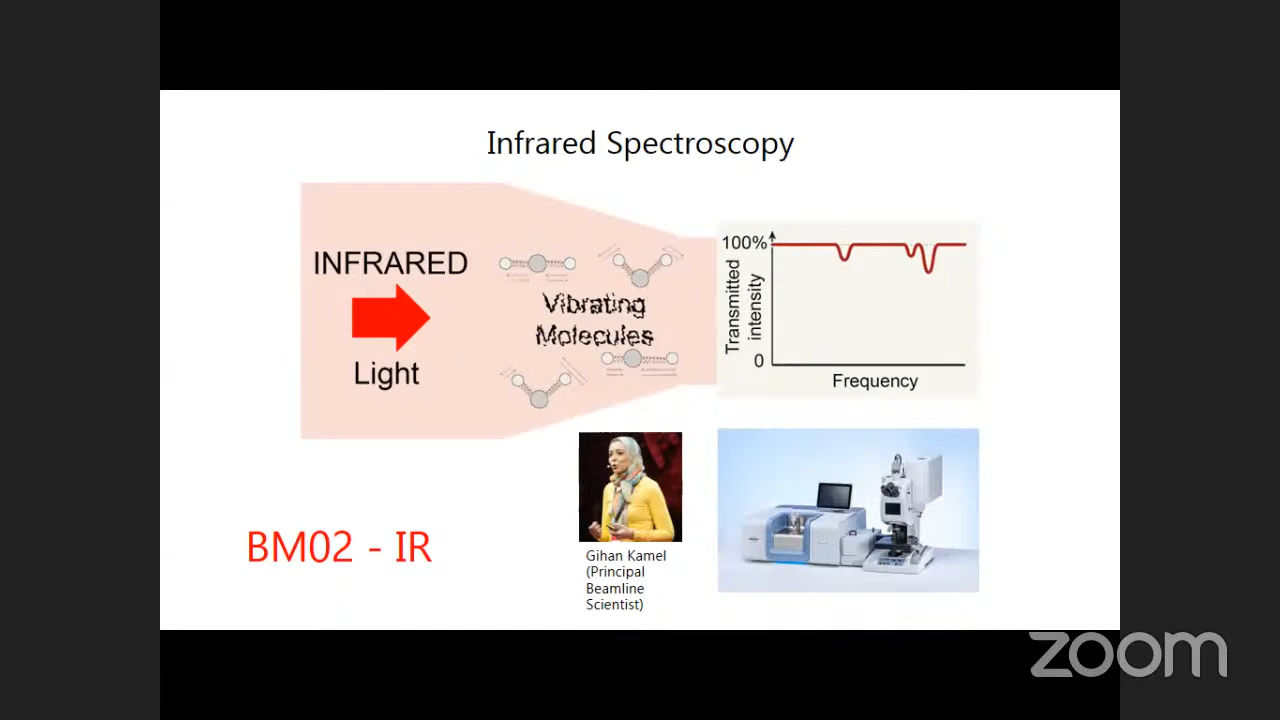 Infrared Spectroscopy
INFRARED
Light
Vibrating
Molecules
100%
Transmitted
intensity
0
Frequency
BM02 - IR
Gihan Kamel
(Principal
Beamline
Scientist)
zoom